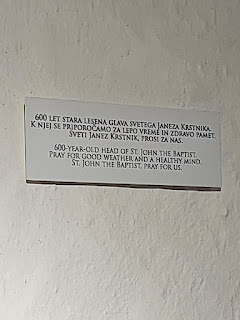 600 LET STARA LESENA GLAVA SVETEGA JANEZA KRSTNIKA.
K NJEJ SE PRIPOROČAMO ZA LEPO VREME IN ZDRAVO PAMET.
SVETI JANEZ KRSTNIK, PROSI ZA NAS.
600-YEAR-OLD HEAD OF ST. JOHN THE BAPTIST.
PRAY FOR GOOD WEATHER AND A HEALTHY MIND.
ST. JOHN THE BAPTIST, PRAY FOR US.